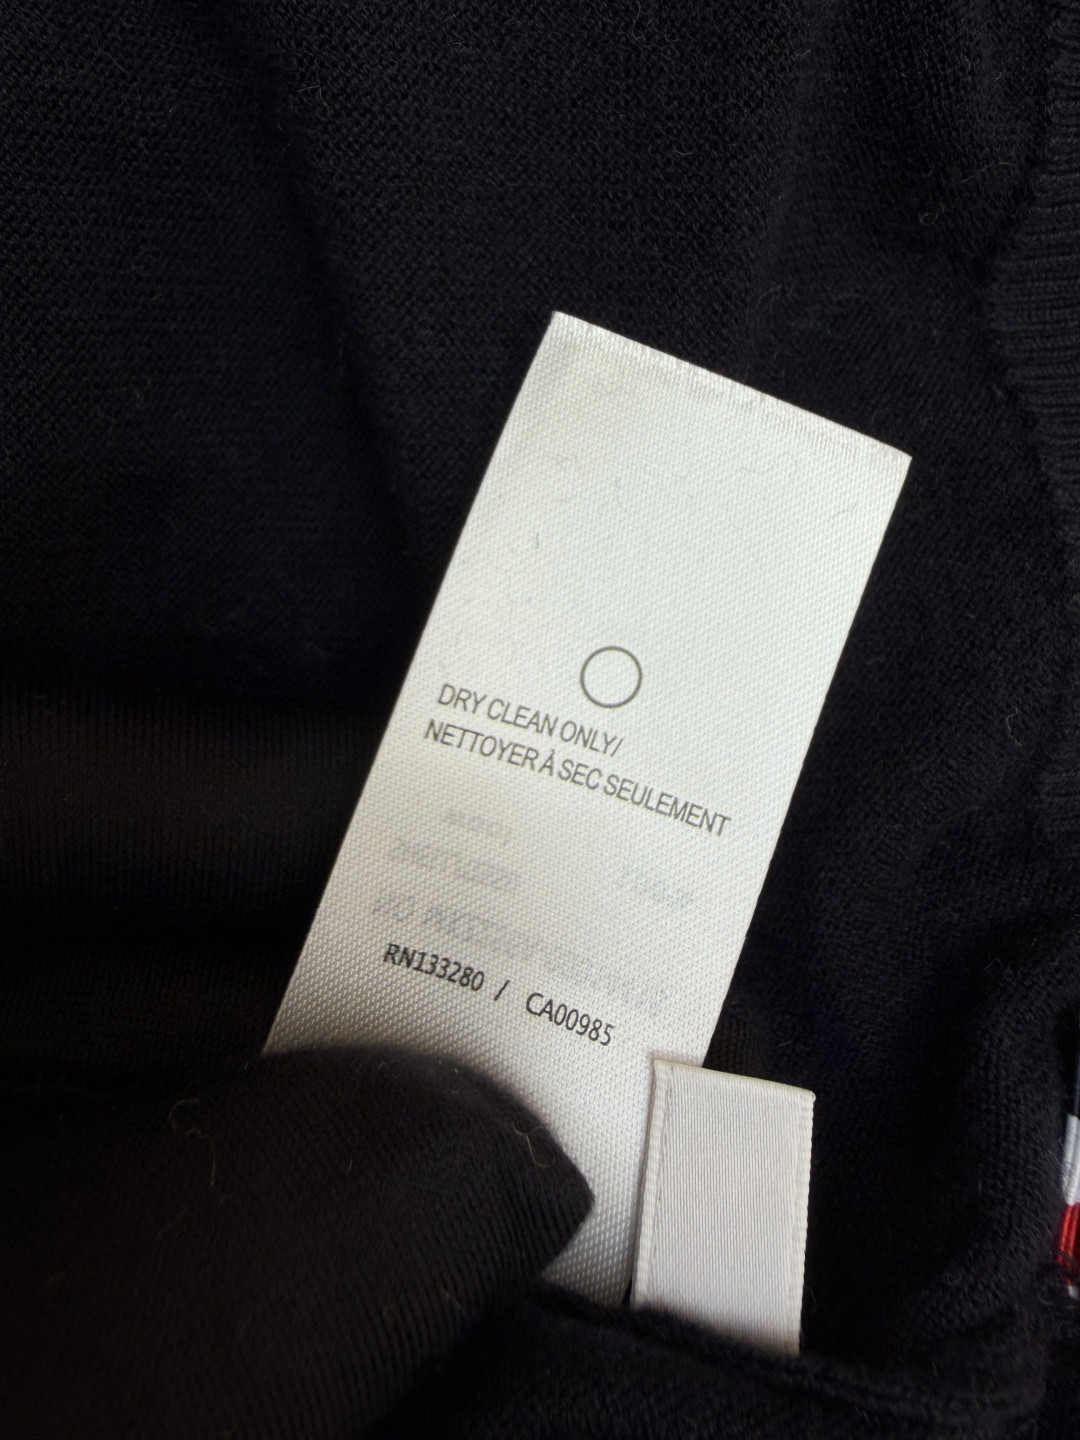 DRY CLEAN ONLY/
NETTOYER À SEC SEULEMENT
RN133280 / CA00985